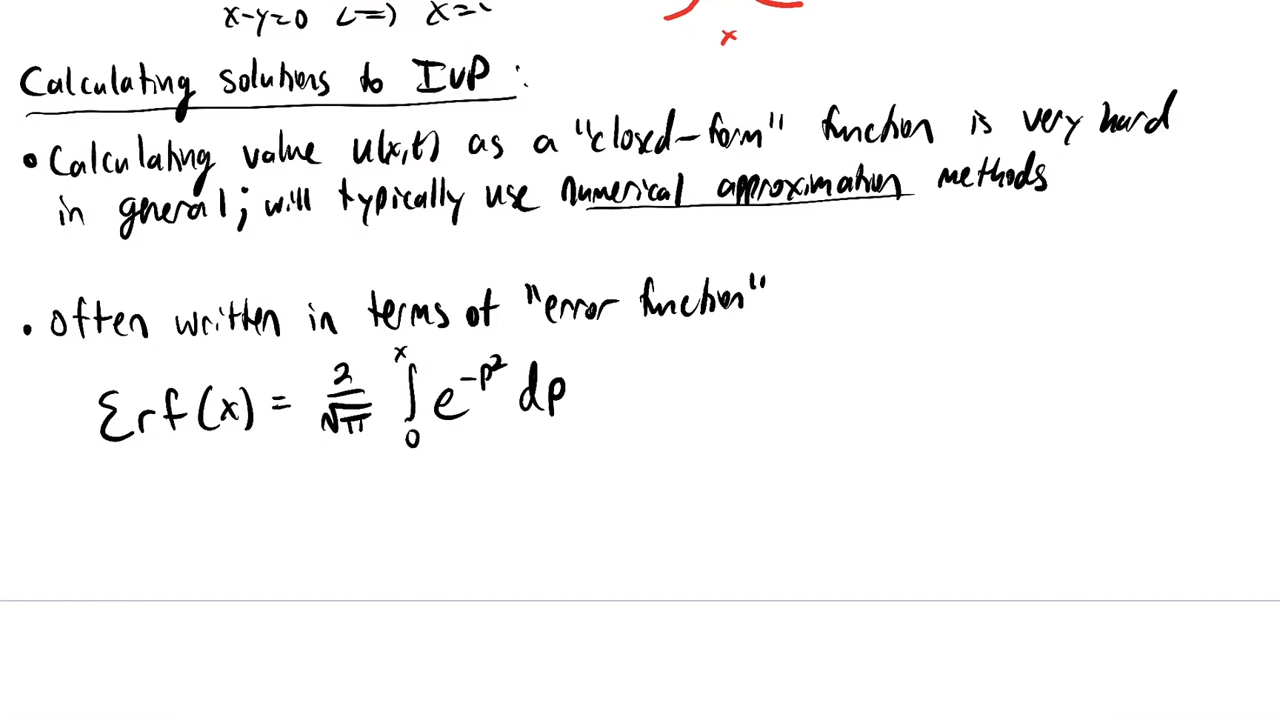 x-y=0 <=> x=
x
Calculating solutions to IVP :
• Calculating value u(x,t) as a "closed-form" function is very hard
in general; will typically use numerical approximation methods
• often written in terms of "error function"
Erf(x) = 2/√π ∫₀ˣ e^{-p²} dp